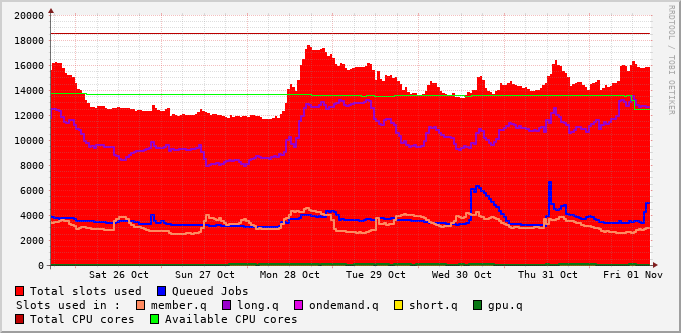 RRDTOOL / TOBI OETIKER
20000
18000
16000
14000
12000
10000
8000
6000
4000
2000
0
Sat 26 Oct Sun 27 Oct Mon 28 Oct Tue 29 Oct Wed 30 Oct Thu 31 Oct Fri 01 Nov
Total slots used Queued Jobs
Slots used in : member.q long.q ondemand.q short.q gpu.q
Total CPU cores Available CPU cores